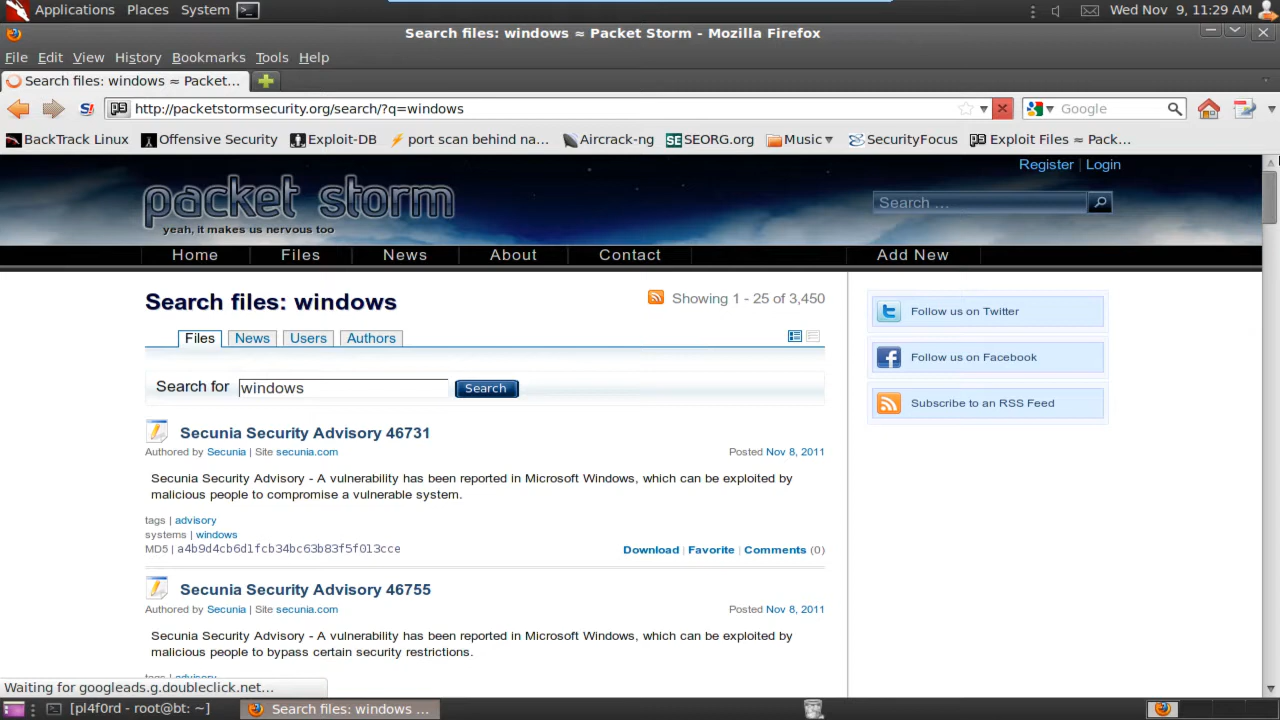 Applications Places System Wed Nov 9, 11:29 AM
Search files: windows ≈ Packet Storm - Mozilla Firefox
File Edit View History Bookmarks Tools Help
Search files: windows ≈ Packet...
http://packetstormsecurity.org/search/?q=windows Google
BackTrack Linux Offensive Security Exploit-DB port scan behind na... Aircrack-ng SEORG.org Music SecurityFocus Exploit Files ≈ Pack...
Register | Login
packet storm
Search ...
yeah, it makes us nervous too
Home Files News About Contact Add New
Search files: windows Showing 1 - 25 of 3,450
Follow us on Twitter
Files News Users Authors
Follow us on Facebook
Search for windows Search
Subscribe to an RSS Feed
Secunia Security Advisory 46731
Authored by Secunia | Site secunia.com Posted Nov 8, 2011
Secunia Security Advisory - A vulnerability has been reported in Microsoft Windows, which can be exploited by
malicious people to compromise a vulnerable system.
tags | advisory
systems | windows
MD5 | a4b9d4cb6d1fcb34bc63b83f5f013cce Download | Favorite | Comments (0)
Secunia Security Advisory 46755
Authored by Secunia | Site secunia.com Posted Nov 8, 2011
Secunia Security Advisory - A vulnerability has been reported in Microsoft Windows, which can be exploited by
malicious people to bypass certain security restrictions.
tags | advisory
Waiting for googleads.g.doubleclick.net...
[pl4f0rd - root@bt: ~] Search files: windows ...